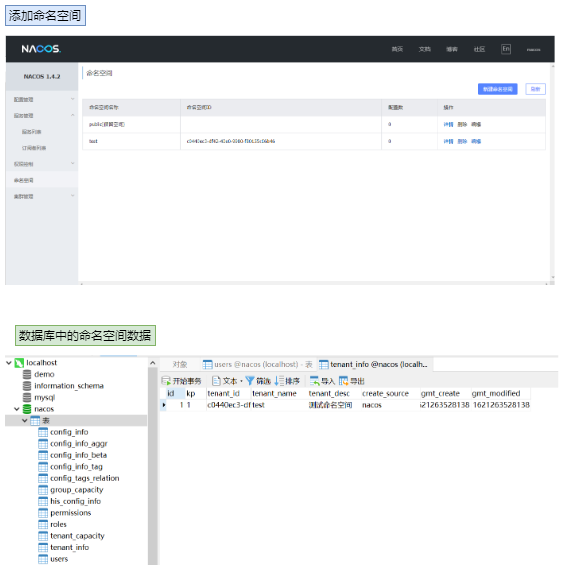 添加命名空间
NACOS.
首页 文档 博客 社区 En nacos
NACOS 1.4.2
命名空间
配置管理
新建命名空间 刷新
服务管理
命名空间名称 命名空间ID 配置数 操作
服务列表
public(保留空间) 0 详情 删除 编辑
订阅者列表
test 0 详情 删除 编辑
权限控制
命名空间
集群管理
数据库中的命名空间数据
localhost
对象 users @nacos (localhost) - 表 tenant_info @nacos (localh...
demo
information_schema
开始事务 文本 筛选 排序 导入 导出
mysql
id kp tenant_id tenant_name tenant_desc create_source gmt_create gmt_modified
nacos
1 1 c0440ec3-df test 测试命名空间 nacos 1621263528138
表
config_info
config_info_aggr
config_info_beta
config_info_tag
config_tags_relation
group_capacity
his_config_info
permissions
roles
tenant_capacity
tenant_info
users